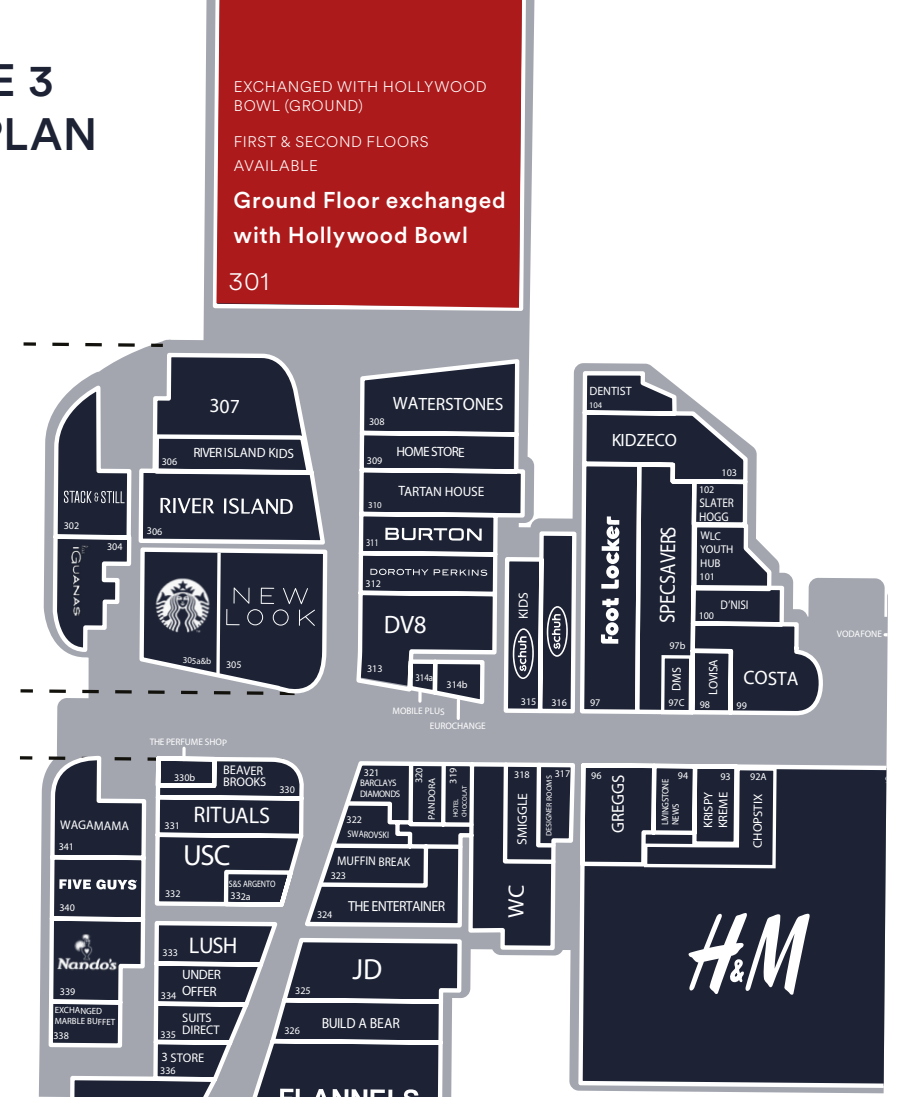 E 3
PLAN
EXCHANGED WITH HOLLYWOOD
BOWL (GROUND)
FIRST & SECOND FLOORS
AVAILABLE
Ground Floor exchanged
with Hollywood Bowl
301
307
RIVER ISLAND KIDS
306
RIVER ISLAND
306
STACK & STILL
302
304
IGUANAS
305a&b
NEW
LOOK
305
WATERSTONES
308
HOME STORE
309
TARTAN HOUSE
310
BURTON
311
DOROTHY PERKINS
312
DV8
313
314a
314b
MOBILE PLUS
EUROCHANGE
schuh KIDS
315
schuh
316
DENTIST
104
KIDZECO
103
Foot Locker
97
SPECSAVERS
97b
102
SLATER
HOGG
WLC
YOUTH
HUB
101
D'NISI
100
DMS
97C
LOVISA
98
COSTA
99
VODAFONE
THE PERFUME SHOP
330b
BEAVER
BROOKS
330
RITUALS
331
USC
332
S&S ARGENTO
332a
WAGAMAMA
341
FIVE GUYS
340
Nando's
339
EXCHANGED
MARBLE BUFFET
338
LUSH
333
UNDER
OFFER
334
SUITS
DIRECT
335
3 STORE
336
321
BARCLAYS
DIAMONDS
320
PANDORA
319
HOTEL
CHOCOLAT
322
SWAROVSKI
MUFFIN BREAK
323
THE ENTERTAINER
324
JD
325
BUILD A BEAR
326
FLANNELS
318
SMIGGLE
317
DESIGNER ROOMS
WC
96
GREGGS
94
LIVINGSTONE
NEWS
93
KRISPY
KREME
92A
CHOPSTIX
H&M